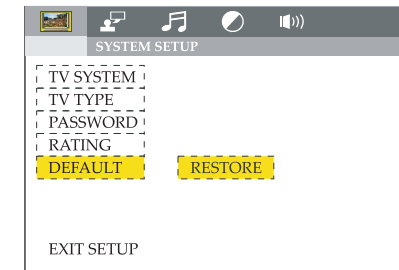 SYSTEM SETUP
TV SYSTEM
TV TYPE
PASSWORD
RATING
DEFAULT RESTORE
EXIT SETUP